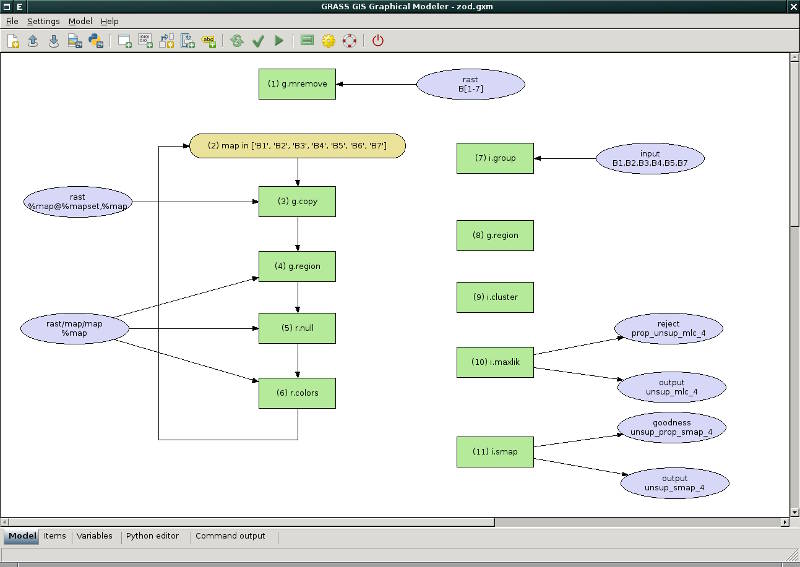 GRASS GIS Graphical Modeler - zod.gxm
File Settings Model Help
(1) g.mremove
rast
B[1-7]
(2) map in ['B1', 'B2', 'B3', 'B4', 'B5', 'B6', 'B7']
(7) i.group
input
B1,B2,B3,B4,B5,B7
rast
%map@%mapset,%map
(3) g.copy
(8) g.region
(4) g.region
(9) i.cluster
rast/map/map
%map
(5) r.null
reject
prop_unsup_mlc_4
(10) i.maxlik
output
unsup_mlc_4
(6) r.colors
goodness
unsup_prop_smap_4
(11) i.smap
output
unsup_smap_4
Model Items Variables Python editor Command output